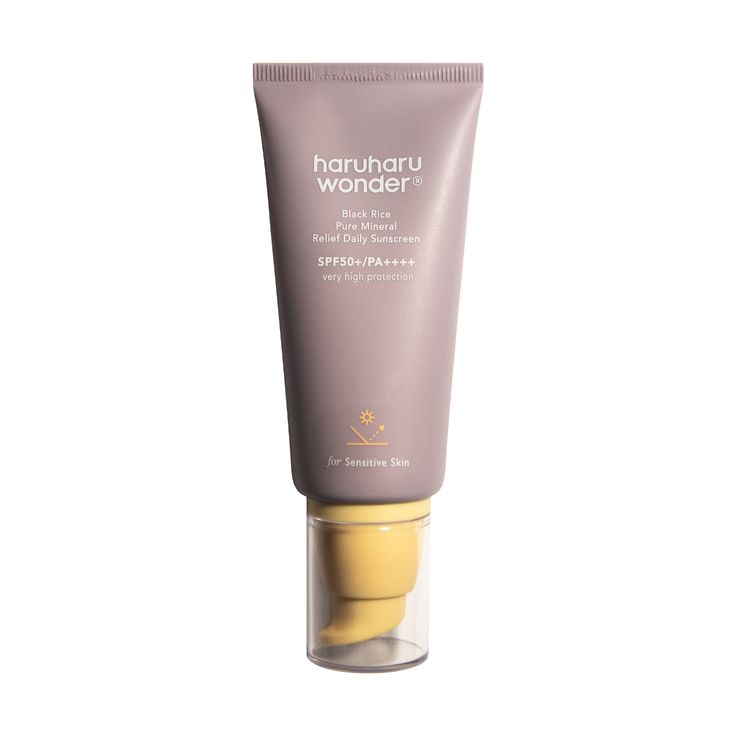 haruharu
wonder®
Black Rice
Pure Mineral
Relief Daily Sunscreen
SPF50+/PA++++
very high protection
for Sensitive Skin